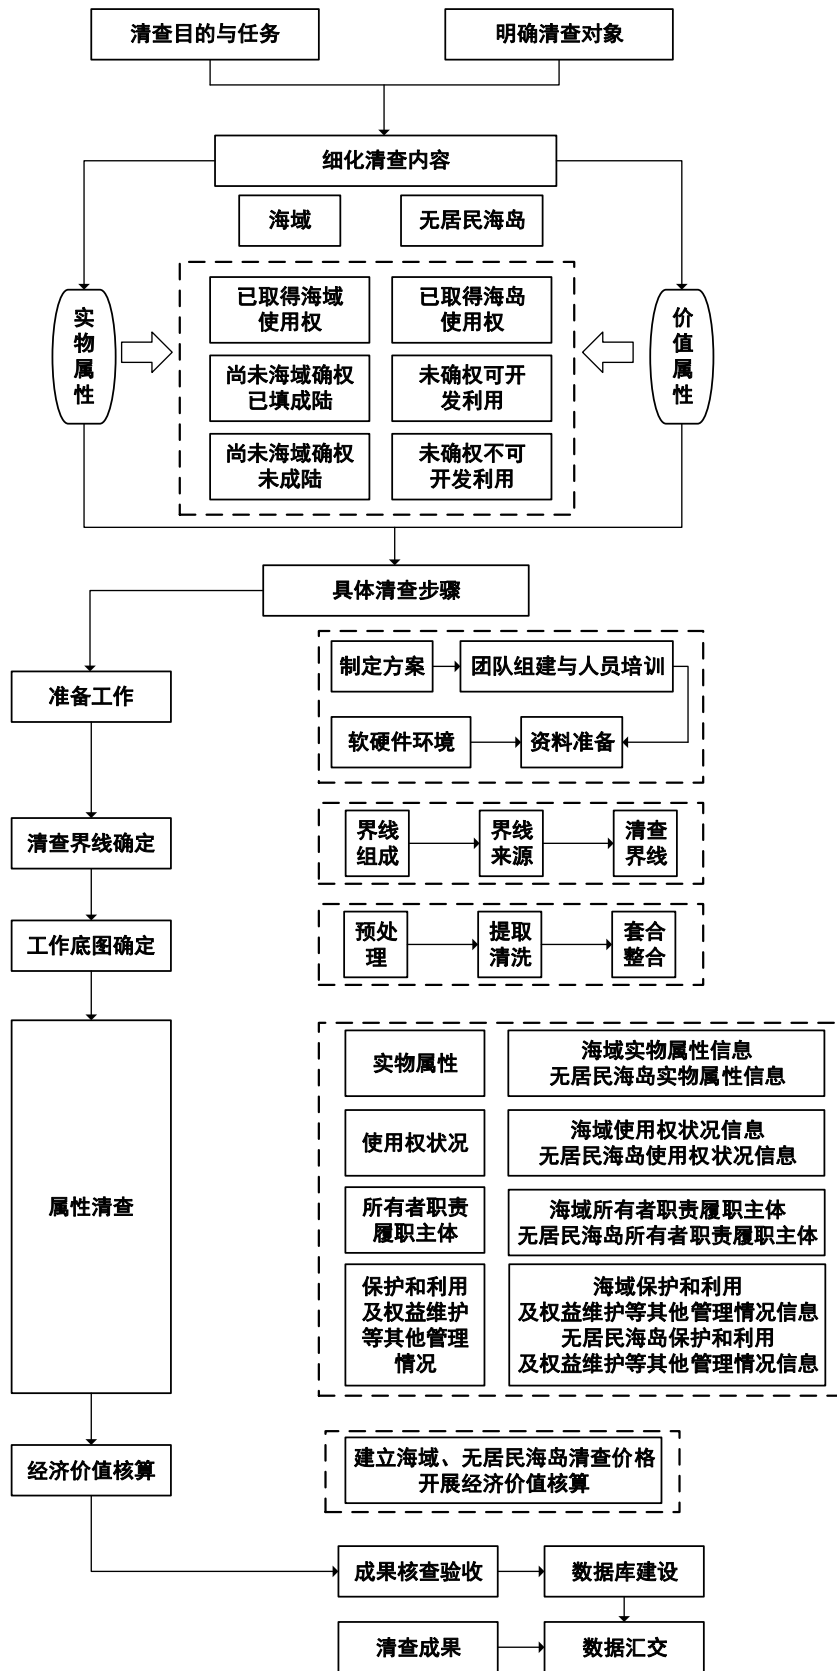 清查目的与任务
明确清查对象
细化清查内容
海域
无居民海岛
实
物
属
性
已取得海域
使用权
已取得海岛
使用权
尚未海域确权
已填成陆
未确权可开
发利用
尚未海域确权
未成陆
未确权不可
开发利用
价
值
属
性
具体清查步骤
准备工作
制定方案
团队组建与人员培训
软硬件环境
资料准备
清查界线确定
界线
组成
界线
来源
清查
界线
工作底图确定
预处
理
提取
清洗
套合
整合
属性清查
实物属性
海域实物属性信息
无居民海岛实物属性信息
使用权状况
海域使用权状况信息
无居民海岛使用权状况信息
所有者职责
履职主体
海域所有者职责履职主体
无居民海岛所有者职责履职主体
保护和利用
及权益维护
等其他管理
情况
海域保护和利用
及权益维护等其他管理情况信息
无居民海岛保护和利用
及权益维护等其他管理情况信息
经济价值核算
建立海域、无居民海岛清查价格
开展经济价值核算
成果核查验收
数据库建设
清查成果
数据汇交